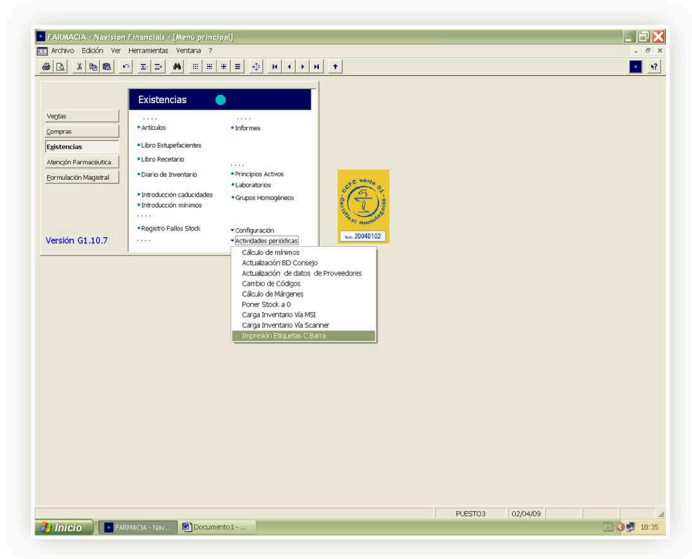 FARMACIA - Navision Financials - [Menú principal]
Archivo Edición Ver Herramientas Ventana ?
Existencias
Ventas
Compras
Existencias
Atención Farmacéutica
Formulación Magistral
Versión G1.10.7
....
Artículos
Libro Estupefacientes
Libro Recetario
Diario de Inventario
Introducción caducidades
Introducción mínimos
....
Registro Fallos Stock
....
....
Informes
....
Principios Activos
Laboratorios
Grupos Homogéneos
Configuración
Actividades periódicas
Cálculo de mínimos
Actualización BD Consejo
Actualización de datos de Proveedores
Cambio de Códigos
Cálculo de Márgenes
Poner Stock a 0
Carga Inventario Vía MSI
Carga Inventario Vía Scanner
Impresión Etiquetas C.Barra
20040102
PUESTO3 02/04/09
Inicio FARMACIA - Nav... Documento1 - ... ES 18:35